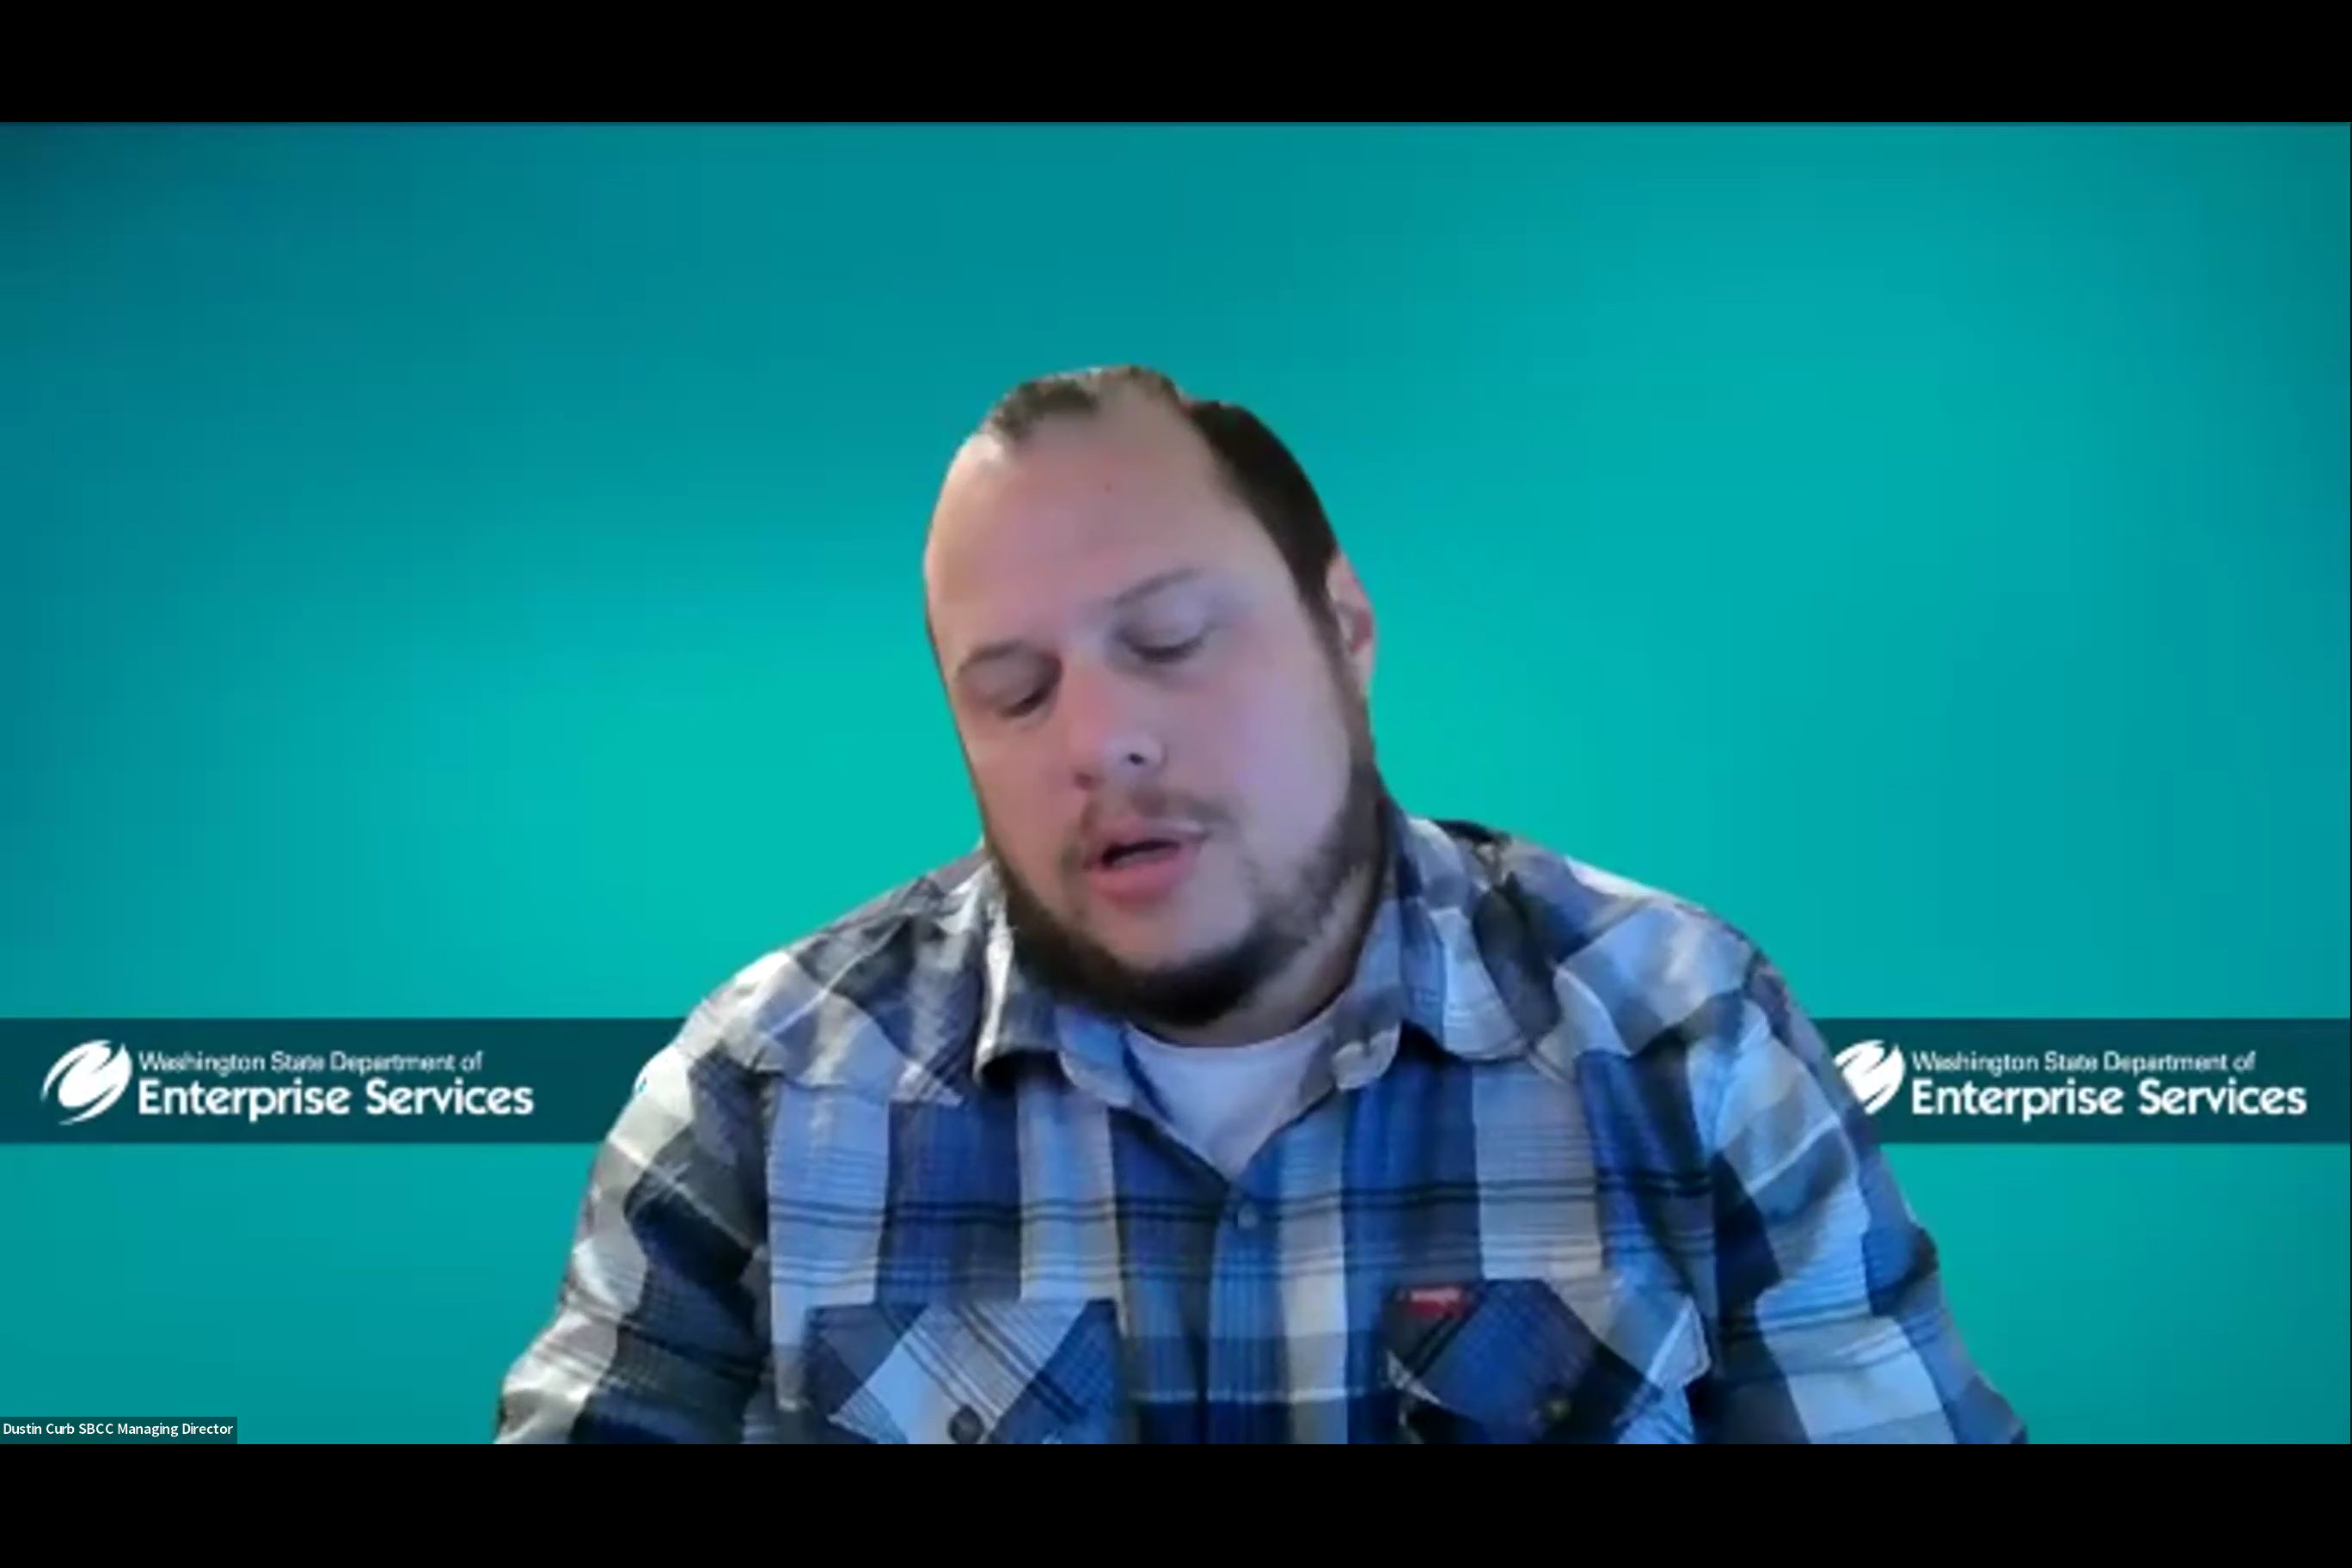 Washington State Department of
Enterprise Services
Washington State Department of
Enterprise Services
Dustin Curb SBCC Managing Director